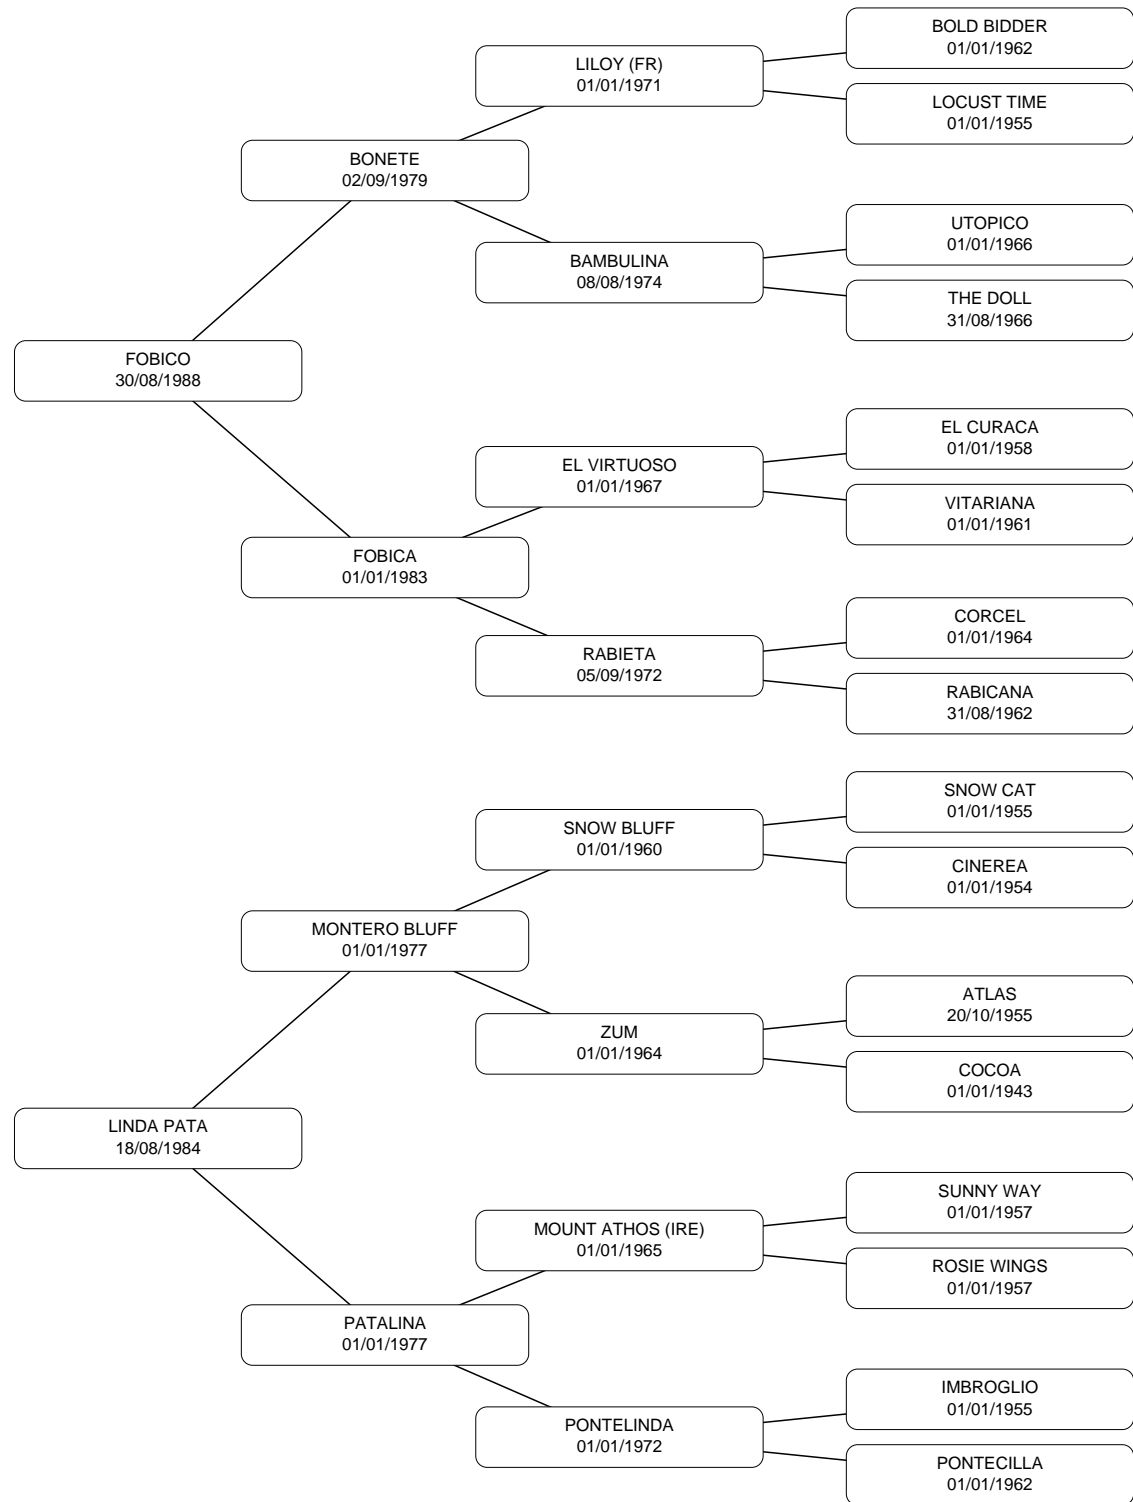 BOLD BIDDER
01/01/1962
LILOY (FR)
01/01/1971
LOCUST TIME
01/01/1955
BONETE
02/09/1979
UTOPICO
01/01/1966
BAMBULINA
08/08/1974
THE DOLL
31/08/1966
FOBICO
30/08/1988
EL CURACA
01/01/1958
EL VIRTUOSO
01/01/1967
VITARIANA
01/01/1961
FOBICA
01/01/1983
CORCEL
01/01/1964
RABIETA
05/09/1972
RABICANA
31/08/1962
SNOW CAT
01/01/1955
SNOW BLUFF
01/01/1960
CINEREA
01/01/1954
MONTERO BLUFF
01/01/1977
ATLAS
20/10/1955
ZUM
01/01/1964
COCOA
01/01/1943
LINDA PATA
18/08/1984
SUNNY WAY
01/01/1957
MOUNT ATHOS (IRE)
01/01/1965
ROSIE WINGS
01/01/1957
PATALINA
01/01/1977
IMBROGLIO
01/01/1955
PONTELINDA
01/01/1972
PONTECILLA
01/01/1962